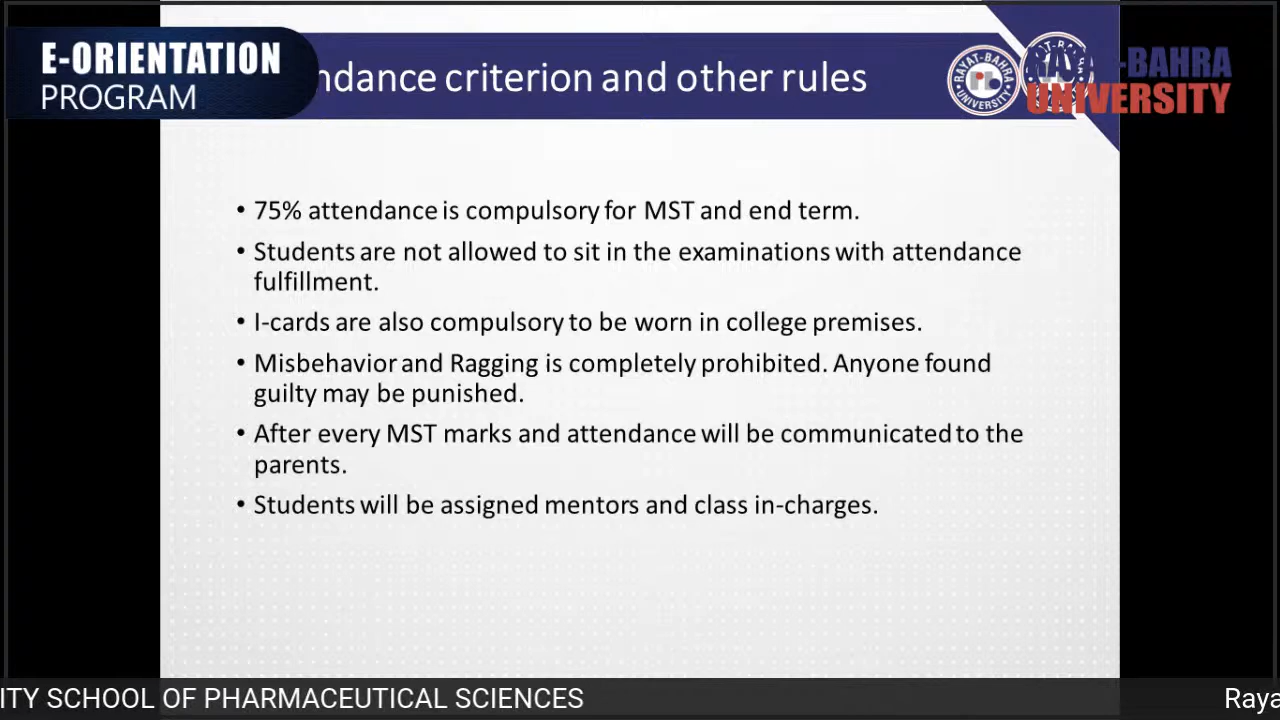 E-ORIENTATION
PROGRAM
ndance criterion and other rules
RAYAT-BAHRA
UNIVERSITY
-BAHRA
UNIVERSITY
• 75% attendance is compulsory for MST and end term.
• Students are not allowed to sit in the examinations with attendance
fulfillment.
• I-cards are also compulsory to be worn in college premises.
• Misbehavior and Ragging is completely prohibited. Anyone found
guilty may be punished.
• After every MST marks and attendance will be communicated to the
parents.
• Students will be assigned mentors and class in-charges.
ITY SCHOOL OF PHARMACEUTICAL SCIENCES
Raya